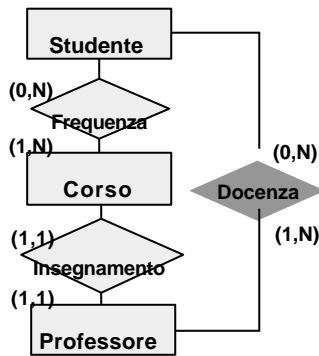 Studente
(0,N)
Frequenza
(1,N)
(0,N)
Corso
Docenza
(1,1)
(1,N)
Insegnamento
(1,1)
Professore